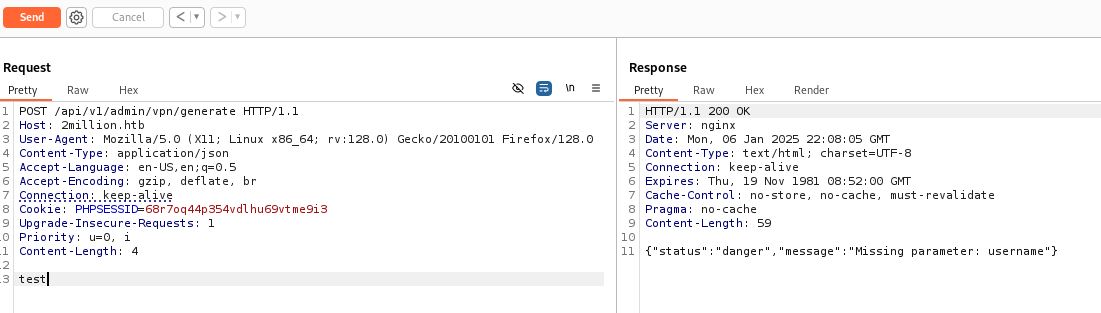 Send Cancel < >
Request
Pretty Raw Hex \n
1 POST /api/v1/admin/vpn/generate HTTP/1.1
2 Host: 2million.htb
3 User-Agent: Mozilla/5.0 (X11; Linux x86_64; rv:128.0) Gecko/20100101 Firefox/128.0
4 Content-Type: application/json
5 Accept-Language: en-US,en;q=0.5
6 Accept-Encoding: gzip, deflate, br
7 Connection: keep-alive
8 Cookie: PHPSESSID=68r7oq44p354vdlhu69vtme9i3
9 Upgrade-Insecure-Requests: 1
10 Priority: u=0, i
11 Content-Length: 4
12
13 test
Response
Pretty Raw Hex Render
1 HTTP/1.1 200 OK
2 Server: nginx
3 Date: Mon, 06 Jan 2025 22:08:05 GMT
4 Content-Type: text/html; charset=UTF-8
5 Connection: keep-alive
6 Expires: Thu, 19 Nov 1981 08:52:00 GMT
7 Cache-Control: no-store, no-cache, must-revalidate
8 Pragma: no-cache
9 Content-Length: 59
10
11 {"status":"danger","message":"Missing parameter: username"}